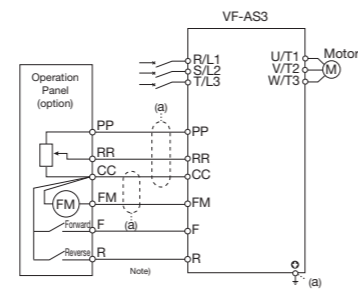 VF-AS3
Operation
Panel
(option)
R/L1
S/L2
T/L3
U/T1
V/T2
W/T3
Motor
M
(a)
PP
PP
RR
RR
CC
CC
FM
FM
FM
(a)
Forward
F
F
Reverse
R
R
Note)
(a)